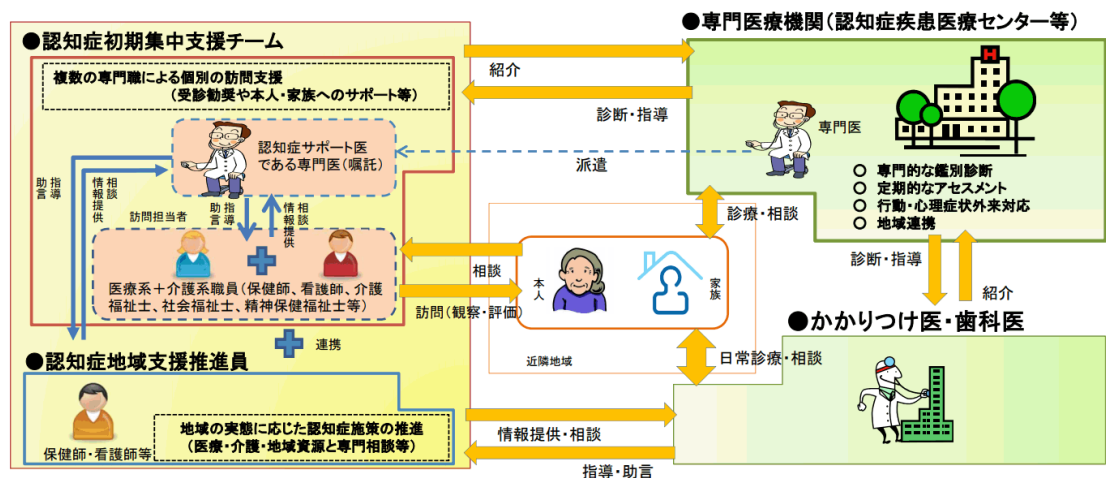 ●認知症初期集中支援チーム
複数の専門職による個別の訪問支援
（受診勧奨や本人・家族へのサポート等）
認知症サポート医
である専門医（嘱託）
指導
助言
相談
情報提供
訪問担当者
指導
助言
相談
情報提供
医療系＋介護系職員（保健師、看護師、介護
福祉士、社会福祉士、精神保健福祉士等）
連携
●認知症地域支援推進員
地域の実態に応じた認知症施策の推進
（医療・介護・地域資源と専門相談等）
保健師・看護師等
紹介
診断・指導
派遣
相談
訪問（観察・評価）
本人
家族
近隣地域
診療・相談
日常診療・相談
情報提供・相談
指導・助言
●専門医療機関（認知症疾患医療センター等）
H
専門医
○ 専門的な鑑別診断
○ 定期的なアセスメント
○ 行動・心理症状外来対応
○ 地域連携
診断・指導
紹介
●かかりつけ医・歯科医